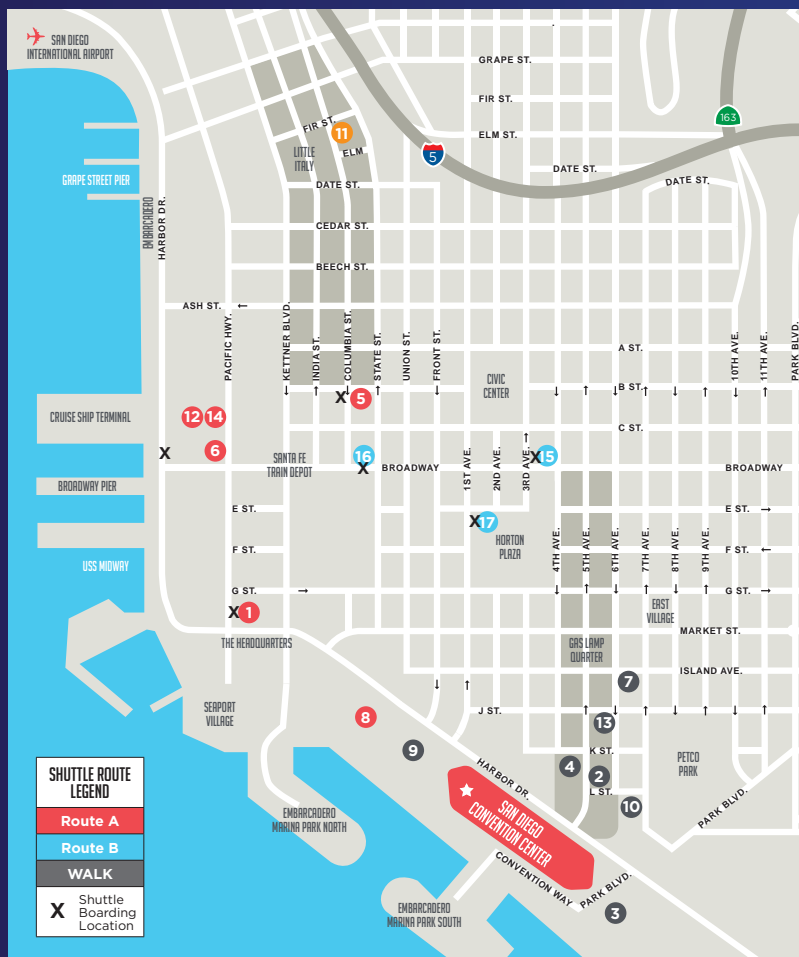 SAN DIEGO
INTERNATIONAL AIRPORT
GRAPE ST.
FIR ST.
163
FIR ST.
11
ELM ST.
LITTLE
ITALY
ELM
5
DATE ST.
GRAPE STREET PIER
DATE ST.
DATE ST.
EMBARCADERO
HARBOR DR.
CEDAR ST.
BEECH ST.
ASH ST. ←
PACIFIC HWY.
KETTNER BLVD.
INDIA ST.
COLUMBIA ST.
STATE ST.
UNION ST.
FRONT ST.
A ST.
10TH AVE.
11TH AVE.
PARK BLVD.
CIVIC
CENTER
B ST.
X 5
CRUISE SHIP TERMINAL
12 14
C ST.
X
6
SANTA FE
TRAIN DEPOT
16
X
BROADWAY
1ST AVE.
2ND AVE.
3RD AVE.
X 15
BROADWAY
BROADWAY PIER
E ST.
E ST. →
X 17
HORTON
PLAZA
4TH AVE.
5TH AVE.
6TH AVE.
7TH AVE.
8TH AVE.
9TH AVE.
F ST.
F ST. ←
USS MIDWAY
G ST. →
G ST. →
X 1
EAST
VILLAGE
THE HEADQUARTERS
MARKET ST.
GAS LAMP
QUARTER
ISLAND AVE.
7
SEAPORT
VILLAGE
8
J ST.
13
9
K ST.
PETCO
PARK
4
2
HARBOR DR.
L ST.
10
PARK BLVD.
SAN DIEGO
CONVENTION CENTER
EMBARCADERO
MARINA PARK NORTH
CONVENTION WAY
PARK BLVD.
3
EMBARCADERO
MARINA PARK SOUTH
SHUTTLE ROUTE
LEGEND
Route A
Route B
WALK
X Shuttle
Boarding
Location